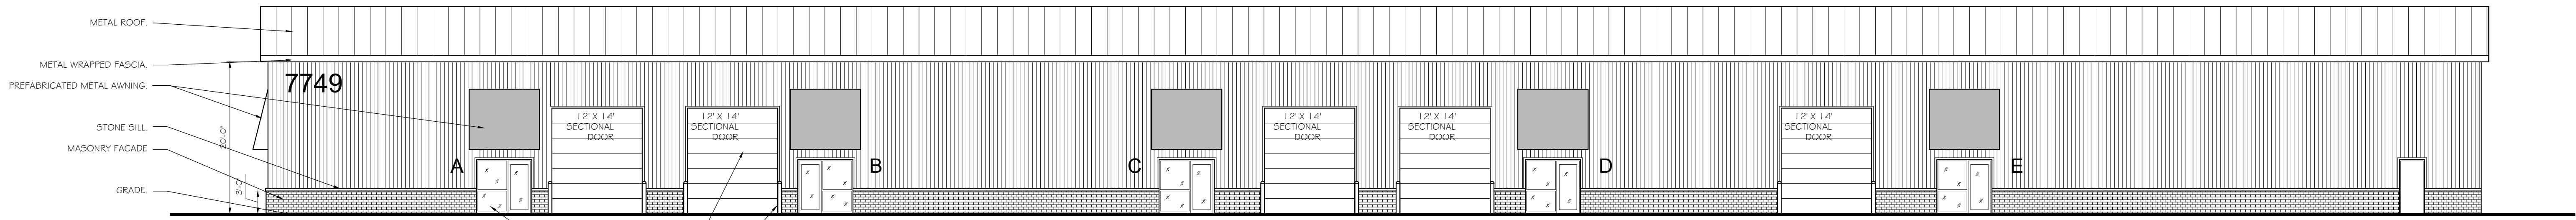 METAL ROOF.
METAL WRAPPED FASCIA.
PREFABRICATED METAL AWNING.
STONE SILL.
MASONRY FACADE
GRADE.
20'-0"
3'-0"
7749
A
12' X 14'
SECTIONAL
DOOR
12' X 14'
SECTIONAL
DOOR
B
C
12' X 14'
SECTIONAL
DOOR
12' X 14'
SECTIONAL
DOOR
D
12' X 14'
SECTIONAL
DOOR
E